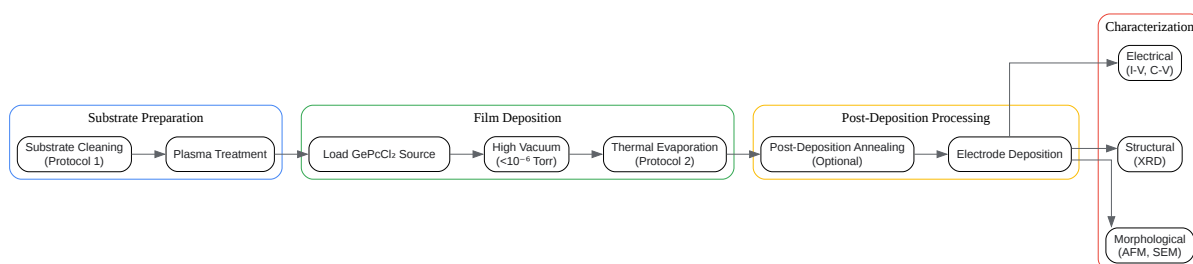 Characterization
Electrical
(I-V, C-V)
Substrate Preparation
Film Deposition
Post-Deposition Processing
Substrate Cleaning
(Protocol 1)
Plasma Treatment
Load GePcCl₂ Source
High Vacuum
(<10⁻⁶ Torr)
Thermal Evaporation
(Protocol 2)
Post-Deposition Annealing
(Optional)
Electrode Deposition
Structural
(XRD)
Morphological
(AFM, SEM)